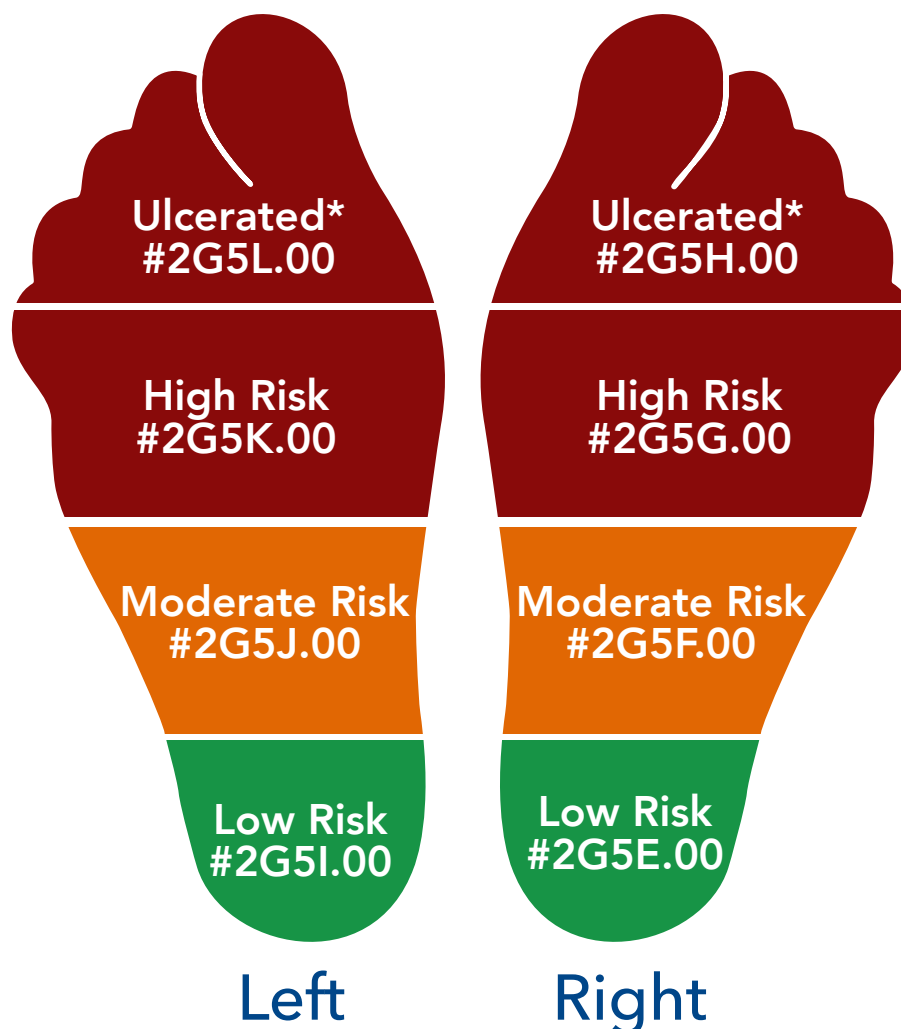 Ulcerated*
#2G5L.00
High Risk
#2G5K.00
Moderate Risk
#2G5J.00
Low Risk
#2G5I.00
Left
Ulcerated*
#2G5H.00
High Risk
#2G5G.00
Moderate Risk
#2G5F.00
Low Risk
#2G5E.00
Right